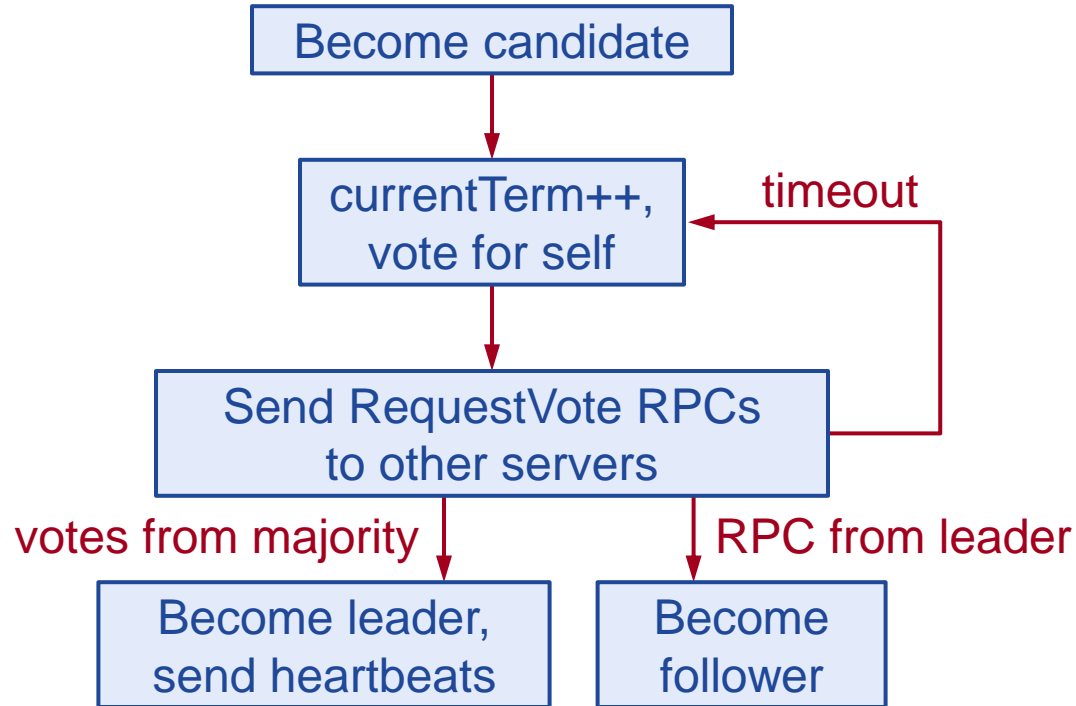 Become candidate
currentTerm++,
vote for self
timeout
Send RequestVote RPCs
to other servers
votes from majority
RPC from leader
Become leader,
send heartbeats
Become
follower